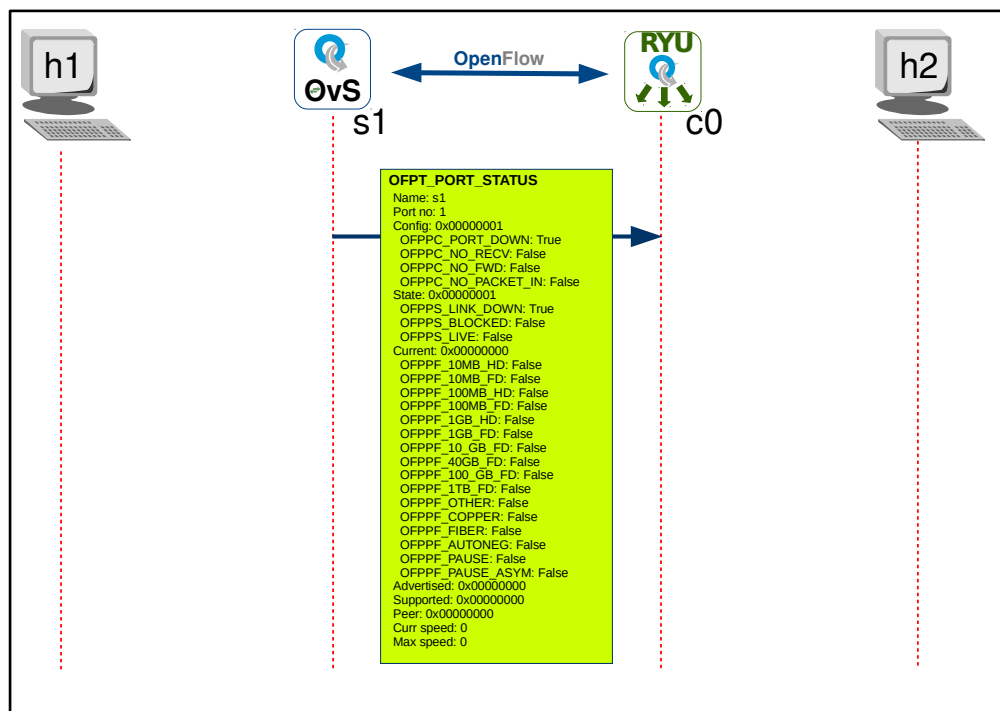 h1
OvS
s1
OpenFlow
RYU
c0
h2
OFPT_PORT_STATUS
Name: s1
Port no: 1
Config: 0x00000001
OFPPC_PORT_DOWN: True
OFPPC_NO_RECV: False
OFPPC_NO_FWD: False
OFPPC_NO_PACKET_IN: False
State: 0x00000001
OFPPS_LINK_DOWN: True
OFPPS_BLOCKED: False
OFPPS_LIVE: False
Current: 0x00000000
OFPPF_10MB_HD: False
OFPPF_10MB_FD: False
OFPPF_100MB_HD: False
OFPPF_100MB_FD: False
OFPPF_1GB_HD: False
OFPPF_1GB_FD: False
OFPPF_10_GB_FD: False
OFPPF_40GB_FD: False
OFPPF_100_GB_FD: False
OFPPF_1TB_FD: False
OFPPF_OTHER: False
OFPPF_COPPER: False
OFPPF_FIBER: False
OFPPF_AUTONEG: False
OFPPF_PAUSE: False
OFPPF_PAUSE_ASYM: False
Advertised: 0x00000000
Supported: 0x00000000
Peer: 0x00000000
Curr speed: 0
Max speed: 0